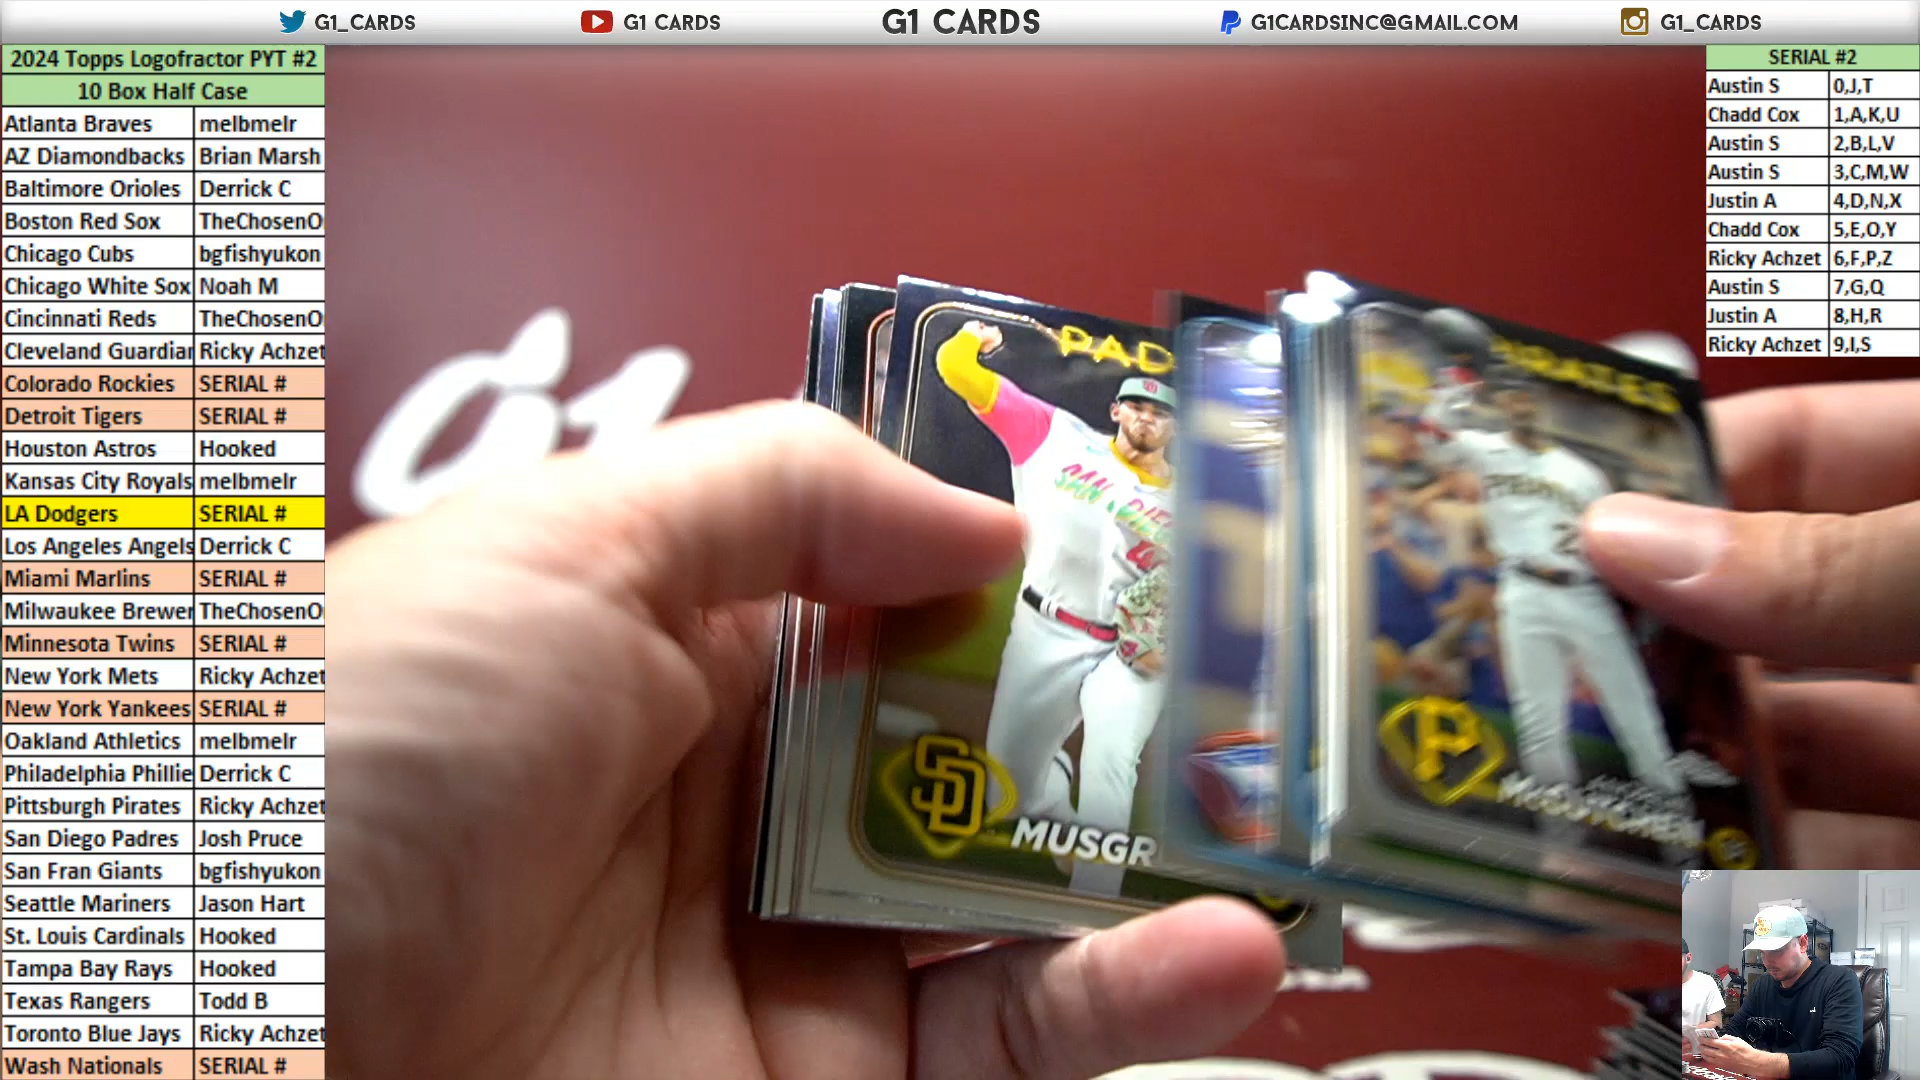 G1_CARDS
G1 CARDS
G1 CARDS
G1CARDSINC@GMAIL.COM
G1_CARDS
2024 Topps Logofractor PYT #2
10 Box Half Case
Atlanta Braves melbmelr
AZ Diamondbacks Brian Marsh
Baltimore Orioles Derrick C
Boston Red Sox TheChosenO
Chicago Cubs bgfishyukon
Chicago White Sox Noah M
Cincinnati Reds TheChosenO
Cleveland Guardian Ricky Achzet
Colorado Rockies SERIAL #
Detroit Tigers SERIAL #
Houston Astros Hooked
Kansas City Royals melbmelr
LA Dodgers SERIAL #
Los Angeles Angels Derrick C
Miami Marlins SERIAL #
Milwaukee Brewer TheChosenO
Minnesota Twins SERIAL #
New York Mets Ricky Achzet
New York Yankees SERIAL #
Oakland Athletics melbmelr
Philadelphia Phillie Derrick C
Pittsburgh Pirates Ricky Achzet
San Diego Padres Josh Pruce
San Fran Giants bgfishyukon
Seattle Mariners Jason Hart
St. Louis Cardinals Hooked
Tampa Bay Rays Hooked
Texas Rangers Todd B
Toronto Blue Jays Ricky Achzet
Wash Nationals SERIAL #
SERIAL #2
Austin S 0,J,T
Chadd Cox 1,A,K,U
Austin S 2,B,L,V
Austin S 3,C,M,W
Justin A 4,D,N,X
Chadd Cox 5,E,O,Y
Ricky Achzet 6,F,P,Z
Austin S 7,G,Q
Justin A 8,H,R
Ricky Achzet 9,I,S
PAD
SAN DIE
SD
MUSGR
P
McCUTCHEN